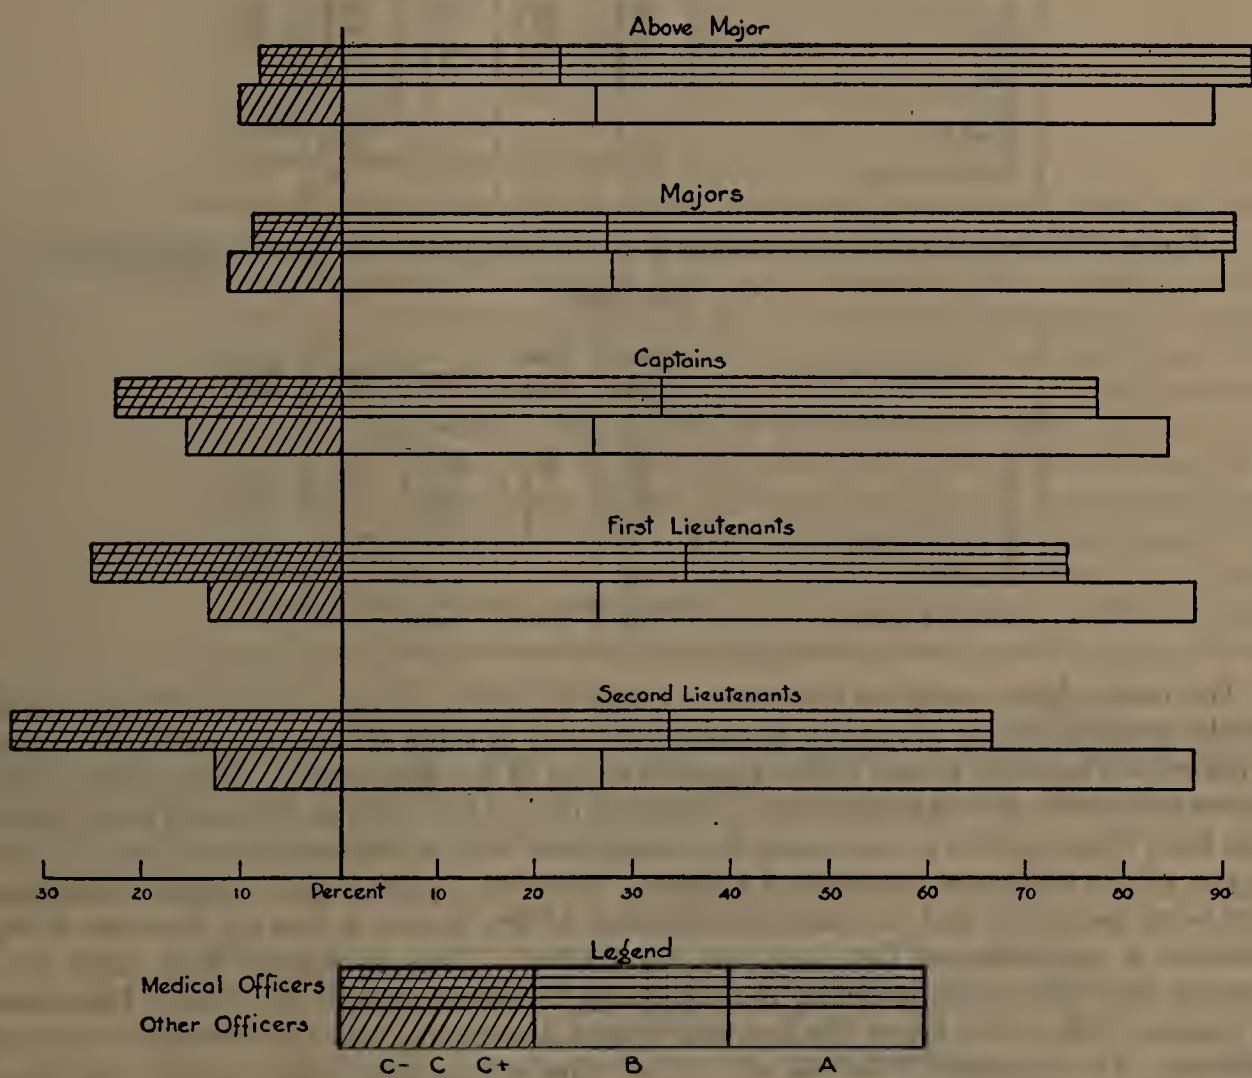 Above Major
Majors
Captains
First Lieutenants
Second Lieutenants
30 20 10 Percent 10 20 30 40 50 60 70 80 90
Legend
Medical Officers
Other Officers
C- C C+ B A